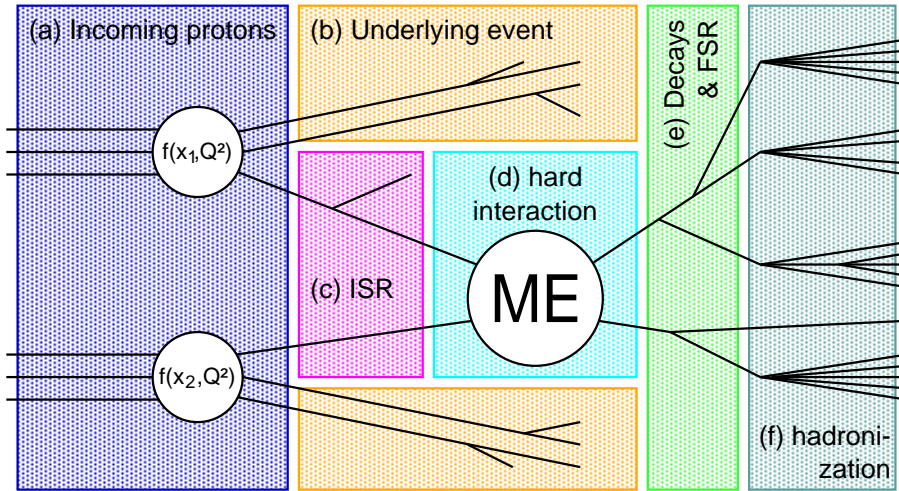 (a) Incoming protons
(b) Underlying event
(e) Decays
& FSR
f(x₁,Q²)
(d) hard
interaction
(c) ISR
ME
f(x₂,Q²)
(f) hadroni-
zation